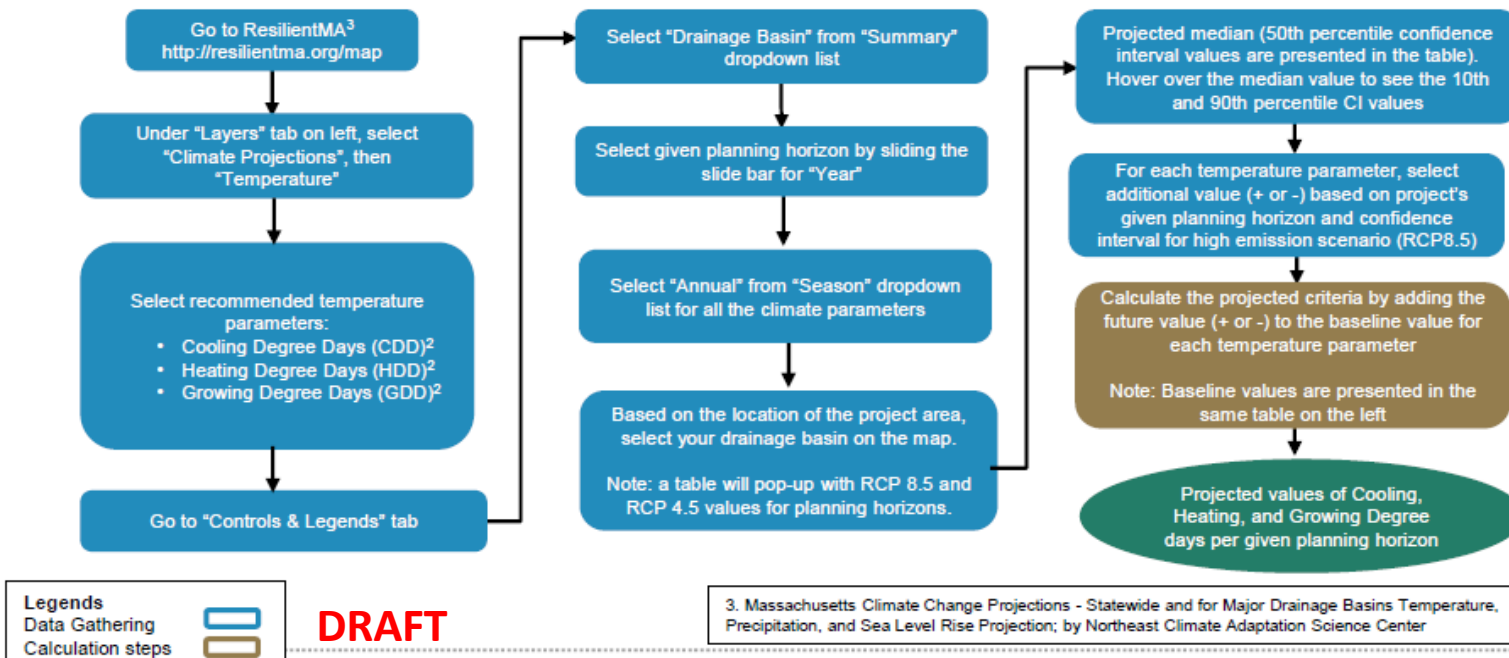 Go to ResilientMA3
http://resilientma.org/map
Under “Layers” tab on left, select
“Climate Projections”, then
“Temperature”
Select recommended temperature
parameters:
• Cooling Degree Days (CDD)2
• Heating Degree Days (HDD)2
• Growing Degree Days (GDD)2
Go to “Controls & Legends” tab
Select “Drainage Basin” from “Summary”
dropdown list
Select given planning horizon by sliding the
slide bar for “Year”
Select “Annual” from “Season” dropdown
list for all the climate parameters
Based on the location of the project area,
select your drainage basin on the map.
Note: a table will pop-up with RCP 8.5 and
RCP 4.5 values for planning horizons.
Projected median (50th percentile confidence
interval values are presented in the table).
Hover over the median value to see the 10th
and 90th percentile CI values
For each temperature parameter, select
additional value (+ or -) based on project’s
given planning horizon and confidence
interval for high emission scenario (RCP8.5)
Calculate the projected criteria by adding the
future value (+ or -) to the baseline value for
each temperature parameter
Note: Baseline values are presented in the
same table on the left
Projected values of Cooling,
Heating, and Growing Degree
days per given planning horizon
Legends
Data Gathering
Calculation steps
DRAFT
3. Massachusetts Climate Change Projections - Statewide and for Major Drainage Basins Temperature,
Precipitation, and Sea Level Rise Projection; by Northeast Climate Adaptation Science Center